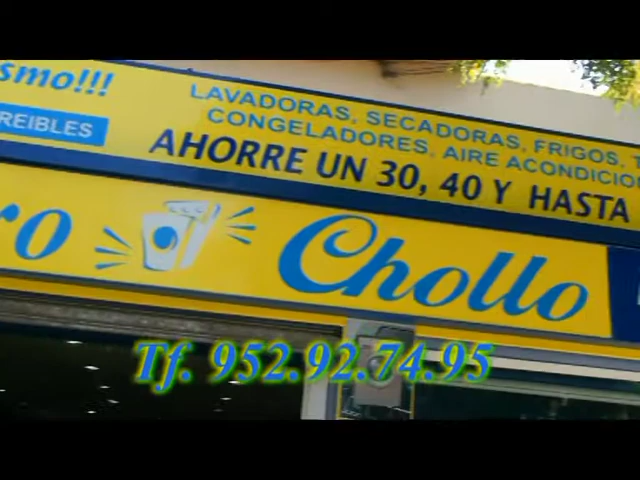 smo!!!
REIBLES
LAVADORAS, SECADORAS, FRIGOS,
CONGELADORES, AIRE ACONDICIO
AHORRE UN 30, 40 Y HASTA
ro Chollo
Tf. 952.92.74.95